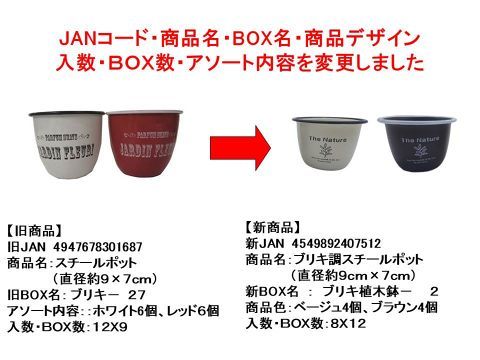 JANコード・商品名・BOX名・商品デザイン
入数・BOX数・アソート内容を変更しました
PARFUM SUAVE
JARDIN FLEURI
PARFUM SUAVE
JARDIN FLEURI
The Nature
The Nature
【旧商品】
旧JAN 4947678301687
商品名:スチールポット
(直径約9×7cm)
旧BOX名: ブリキー 27
アソート内容::ホワイト6個、レッド6個
入数・BOX数:12X9
【新商品】
新JAN 4549892407512
商品名:ブリキ調スチールポット
(直径約9cm×7cm)
新BOX名 : ブリキ植木鉢ー 2
商品色:ベージュ4個、ブラウン4個
入数・BOX数:8X12